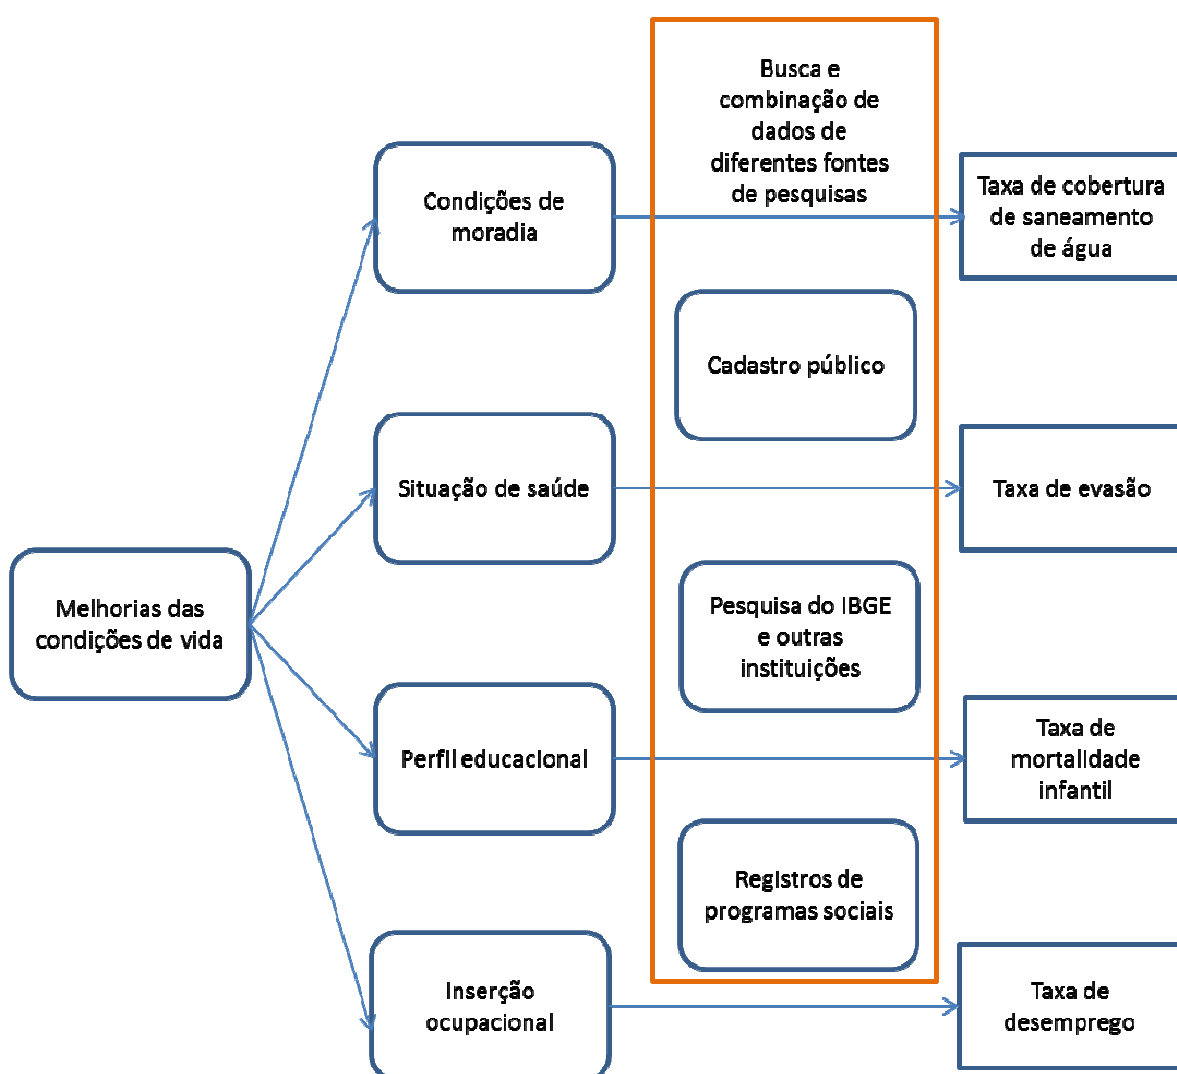 Busca e
combinação de
dados de
diferentes fontes
de pesquisas
Condições de
moradia
Taxa de cobertura
de saneamento
de água
Cadastro público
Situação de saúde
Taxa de evasão
Melhorias das
condições de vida
Pesquisa do IBGE
e outras
instituições
Perfil educacional
Taxa de
mortalidade
infantil
Registros de
programas sociais
Inserção
ocupacional
Taxa de
desemprego